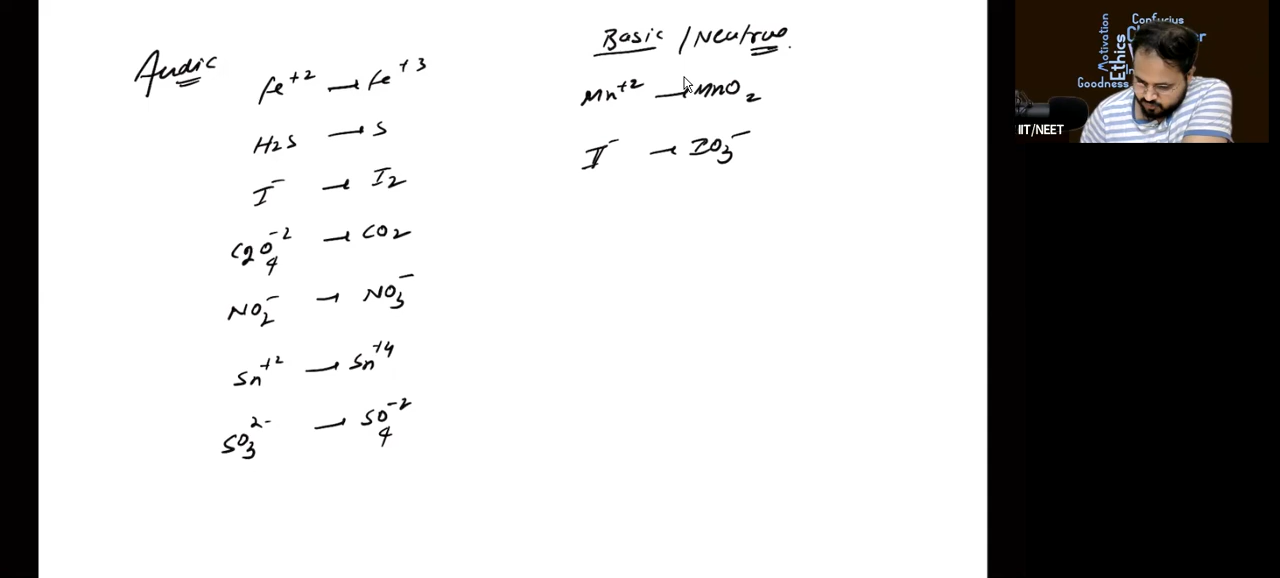 Acidic
Fe+2 → Fe+3
H2S → S
I- → I2
C2O4-2 → CO2
NO2- → NO3-
Sn+2 → Sn+4
SO3 2- → SO4-2
Basic / Neutral.
Mn+2 → MnO2
I- → IO3-
Confucius
Motivation
Ethics
Goodness
IIT/NEET